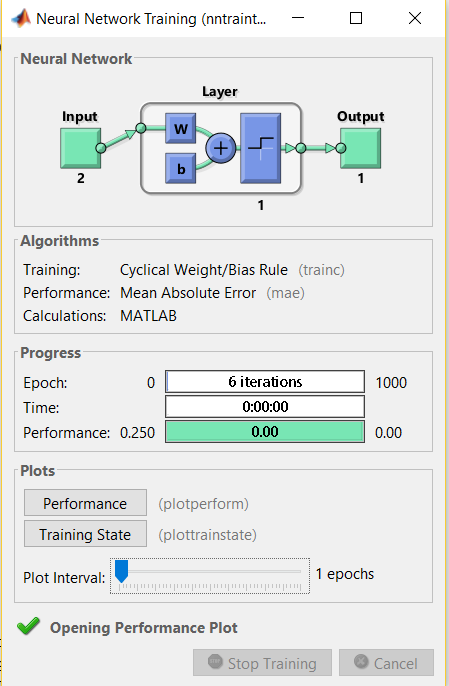 Neural Network Training (nntraint...
Neural Network
Layer
Input
Output
W
b
+
2
1
1
Algorithms
Training: Cyclical Weight/Bias Rule (trainc)
Performance: Mean Absolute Error (mae)
Calculations: MATLAB
Progress
Epoch: 0 6 iterations 1000
Time: 0:00:00
Performance: 0.250 0.00 0.00
Plots
Performance (plotperform)
Training State (plottrainstate)
Plot Interval: 1 epochs
Opening Performance Plot
Stop Training Cancel